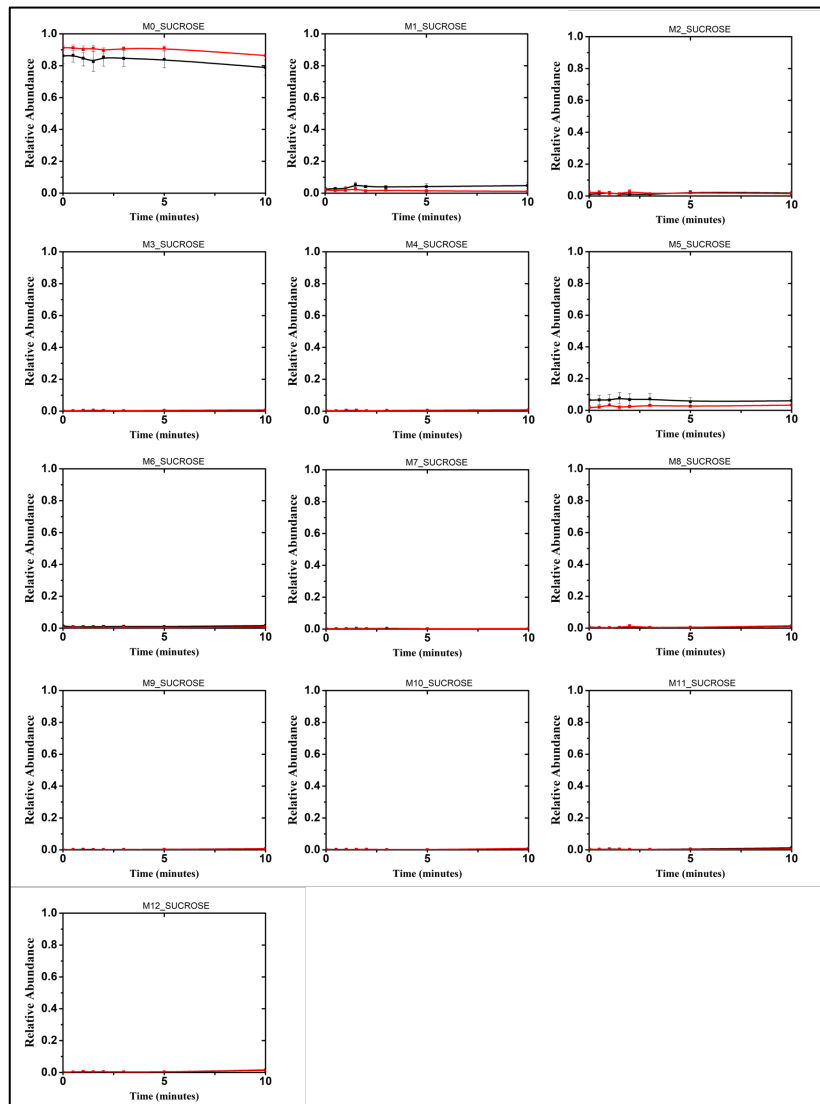 M0_SUCROSE
1.0
0.8
0.6
0.4
0.2
0.0
Relative Abundance
0 5 10
Time (minutes)
M1_SUCROSE
1.0
0.8
0.6
0.4
0.2
0.0
Relative Abundance
0 5 10
Time (minutes)
M2_SUCROSE
1.0
0.8
0.6
0.4
0.2
0.0
Relative Abundance
0 5 10
Time (minutes)
M3_SUCROSE
1.0
0.8
0.6
0.4
0.2
0.0
Relative Abundance
0 5 10
Time (minutes)
M4_SUCROSE
1.0
0.8
0.6
0.4
0.2
0.0
Relative Abundance
0 5 10
Time (minutes)
M5_SUCROSE
1.0
0.8
0.6
0.4
0.2
0.0
Relative Abundance
0 5 10
Time (minutes)
M6_SUCROSE
1.0
0.8
0.6
0.4
0.2
0.0
Relative Abundance
0 5 10
Time (minutes)
M7_SUCROSE
1.0
0.8
0.6
0.4
0.2
0.0
Relative Abundance
0 5 10
Time (minutes)
M8_SUCROSE
1.0
0.8
0.6
0.4
0.2
0.0
Relative Abundance
0 5 10
Time (minutes)
M9_SUCROSE
1.0
0.8
0.6
0.4
0.2
0.0
Relative Abundance
0 5 10
Time (minutes)
M10_SUCROSE
1.0
0.8
0.6
0.4
0.2
0.0
Relative Abundance
0 5 10
Time (minutes)
M11_SUCROSE
1.0
0.8
0.6
0.4
0.2
0.0
Relative Abundance
0 5 10
Time (minutes)
M12_SUCROSE
1.0
0.8
0.6
0.4
0.2
0.0
Relative Abundance
0 5 10
Time (minutes)